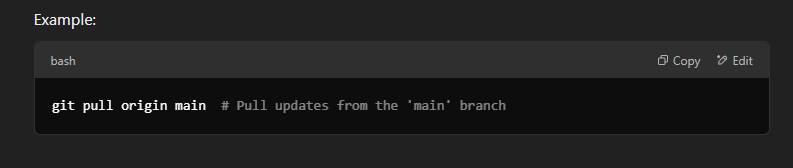 Example:
bash Copy Edit
git pull origin main  # Pull updates from the 'main' branch